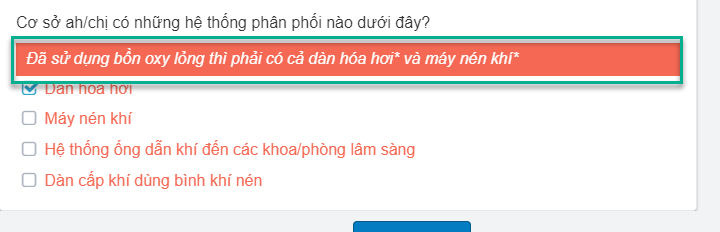 Cơ sở ah/chị có những hệ thống phân phối nào dưới đây?
Đã sử dụng bồn oxy lỏng thì phải có cả dàn hóa hơi* và máy nén khí*
Dàn hóa hơi
Máy nén khí
Hệ thống ống dẫn khí đến các khoa/phòng lâm sàng
Dàn cấp khí dùng bình khí nén